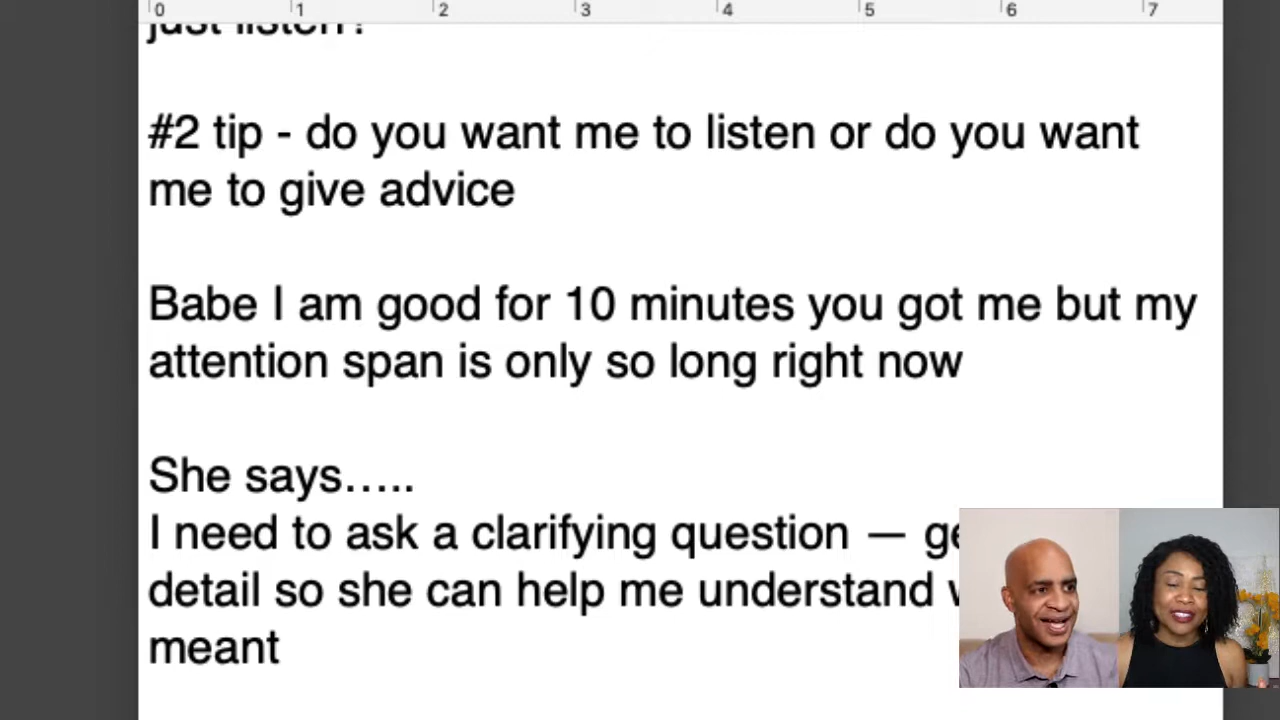 0 1 2 3 4 5 6 7
just listen?
#2 tip - do you want me to listen or do you want
me to give advice
Babe I am good for 10 minutes you got me but my
attention span is only so long right now
She says…..
I need to ask a clarifying question — ge
detail so she can help me understand
meant